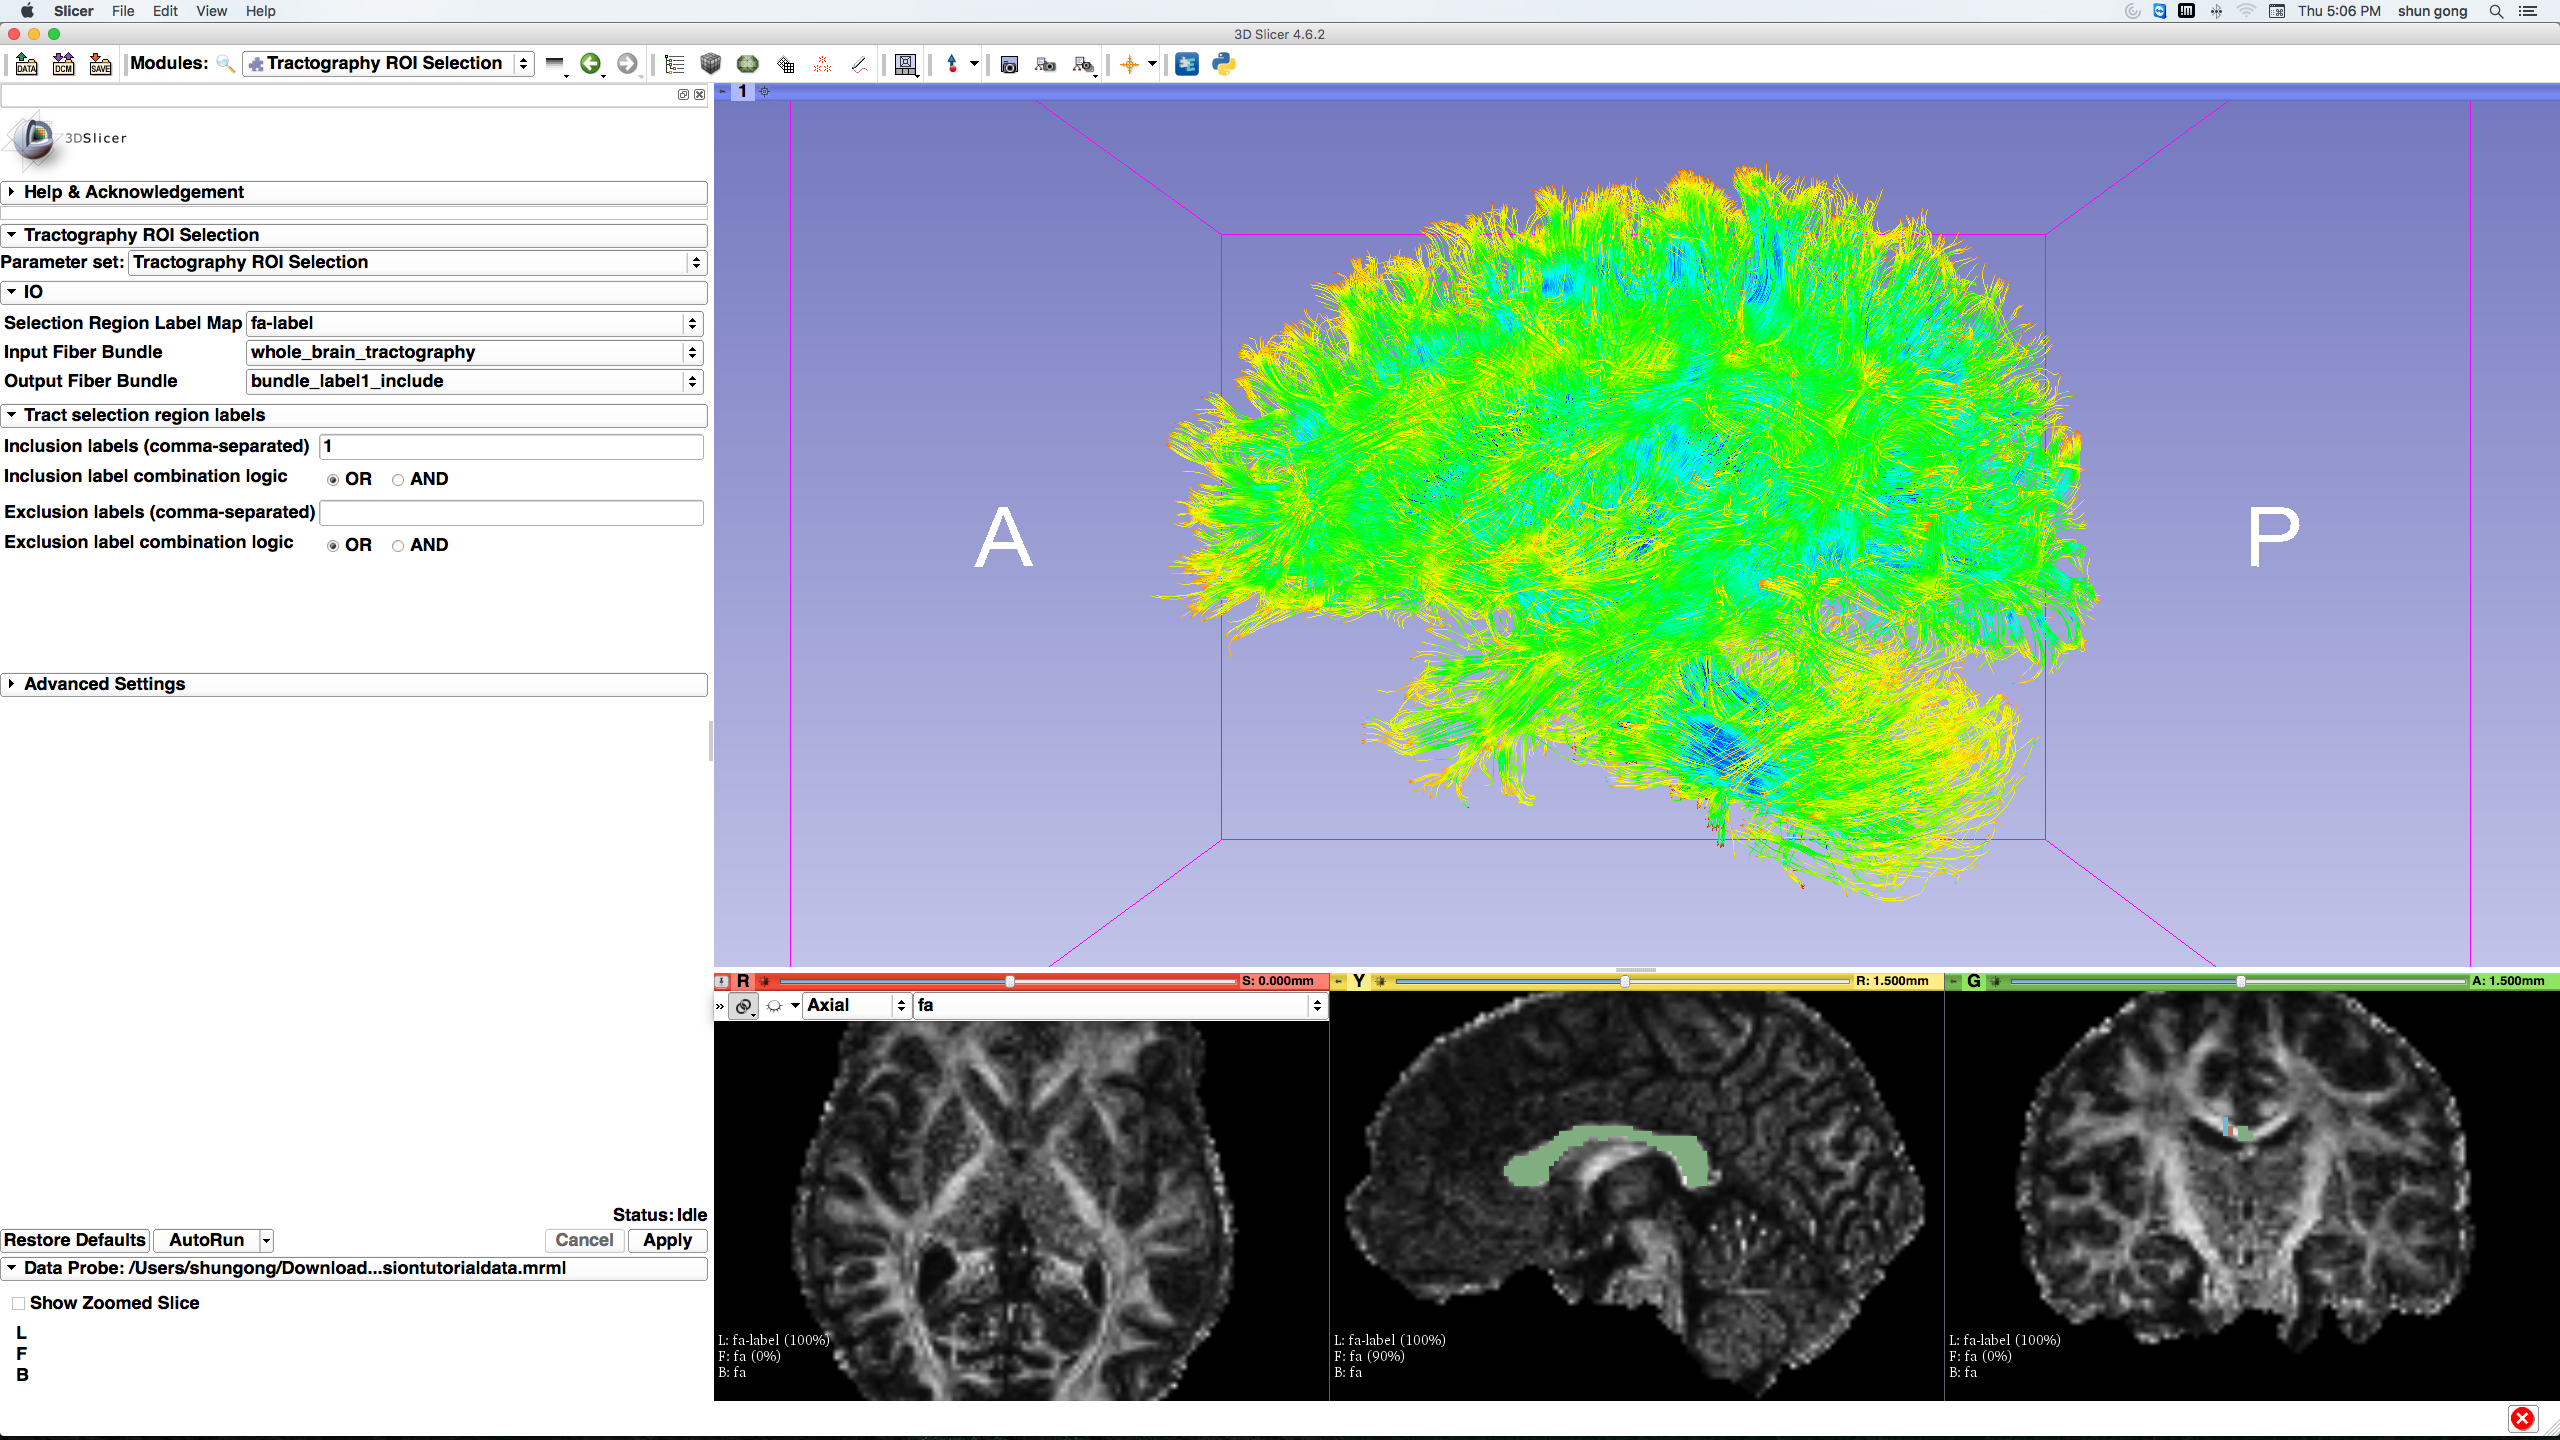 Slicer File Edit View Help
Thu 5:06 PM shun gong
3D Slicer 4.6.2
DATA DCM SAVE Modules: Tractography ROI Selection
1
3DSlicer
Help & Acknowledgement
Tractography ROI Selection
Parameter set: Tractography ROI Selection
IO
Selection Region Label Map fa-label
Input Fiber Bundle whole_brain_tractography
Output Fiber Bundle bundle_label1_include
Tract selection region labels
Inclusion labels (comma-separated) 1
Inclusion label combination logic OR AND
Exclusion labels (comma-separated)
Exclusion label combination logic OR AND
Advanced Settings
A
P
Status: Idle
Restore Defaults AutoRun Cancel Apply
Data Probe: /Users/shungong/Download...siontutorialdata.mrml
Show Zoomed Slice
L
F
B
R S: 0.000mm
» Axial fa
L: fa-label (100%)
F: fa (0%)
B: fa
Y R: 1.500mm
L: fa-label (100%)
F: fa (90%)
B: fa
G A: 1.500mm
L: fa-label (100%)
F: fa (0%)
B: fa